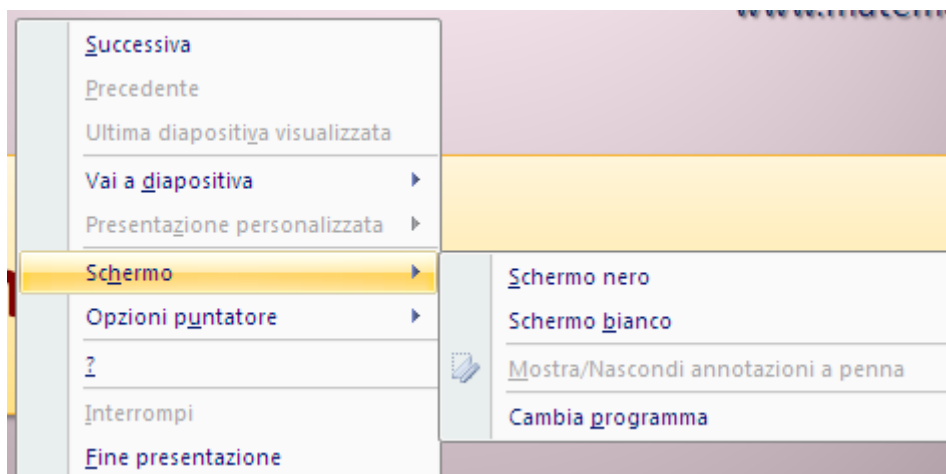 Successiva
Precedente
Ultima diapositiva visualizzata
Vai a diapositiva
Presentazione personalizzata
Schermo
Opzioni puntatore
?
Interrompi
Fine presentazione
Schermo nero
Schermo bianco
Mostra/Nascondi annotazioni a penna
Cambia programma